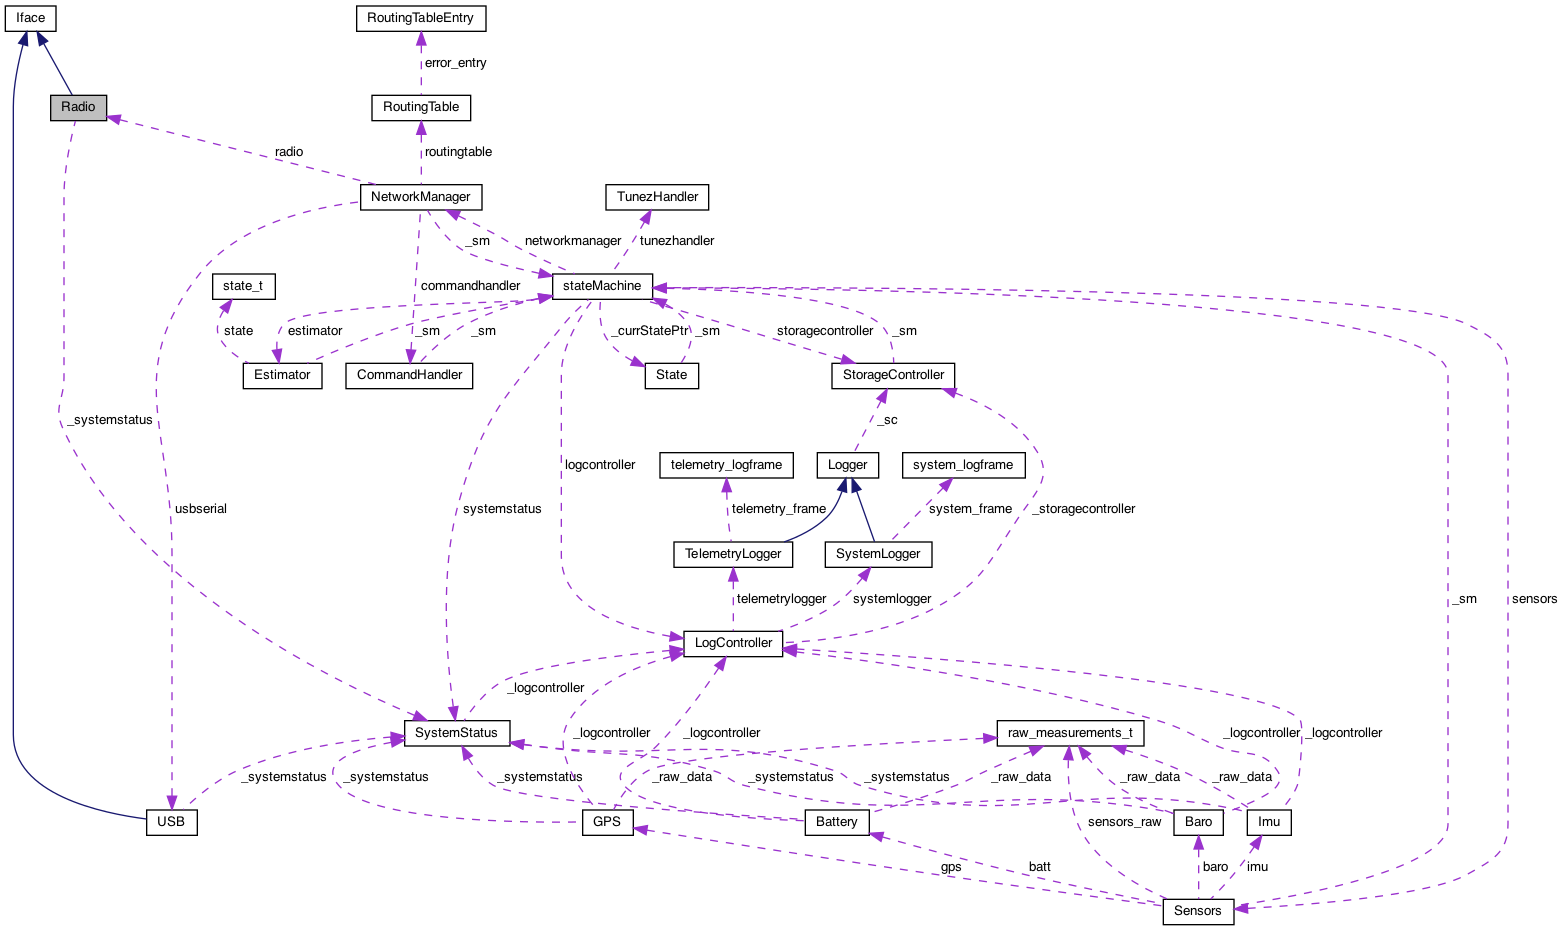 Iface
RoutingTableEntry
error_entry
Radio
RoutingTable
radio
routingtable
NetworkManager
TunezHandler
_sm
networkmanager
tunezhandler
state_t
commandhandler
stateMachine
state
estimator
_sm
_sm
_currStatePtr
_sm
storagecontroller
_sm
Estimator
CommandHandler
State
StorageController
_systemstatus
_sc
logcontroller
telemetry_logframe
Logger
system_logframe
usbserial
systemstatus
telemetry_frame
system_frame
_storagecontroller
TelemetryLogger
SystemLogger
telemetrylogger
systemlogger
_sm
sensors
LogController
_logcontroller
SystemStatus
_logcontroller
_logcontroller
raw_measurements_t
_logcontroller
_logcontroller
_systemstatus
_systemstatus
_systemstatus
_raw_data
_systemstatus
_systemstatus
_raw_data
_raw_data
_raw_data
USB
GPS
Battery
sensors_raw
Baro
Imu
gps
batt
baro
imu
Sensors